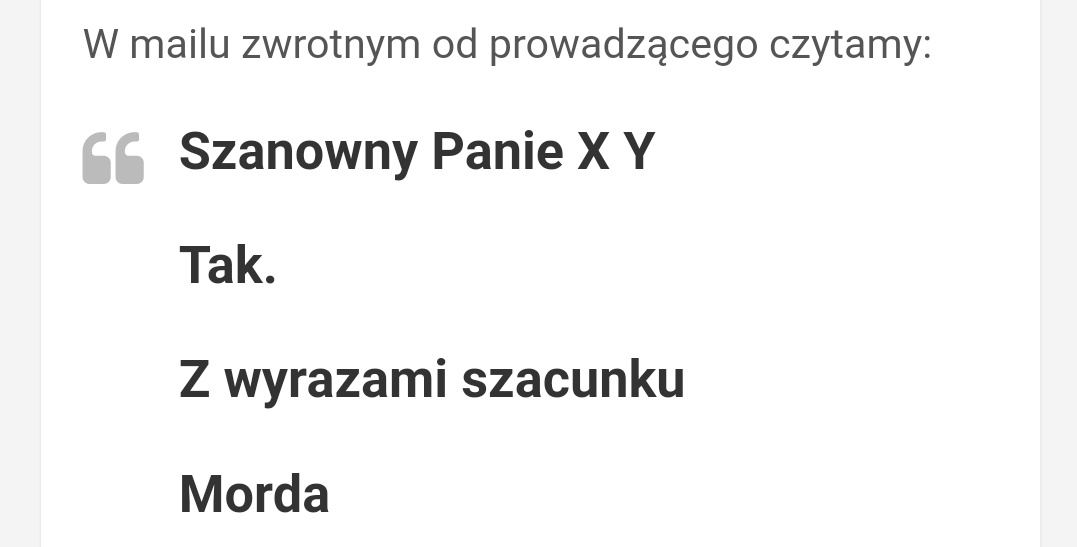 W mailu zwrotnym od prowadzącego czytamy:
Szanowny Panie X Y
Tak.
Z wyrazami szacunku
Morda